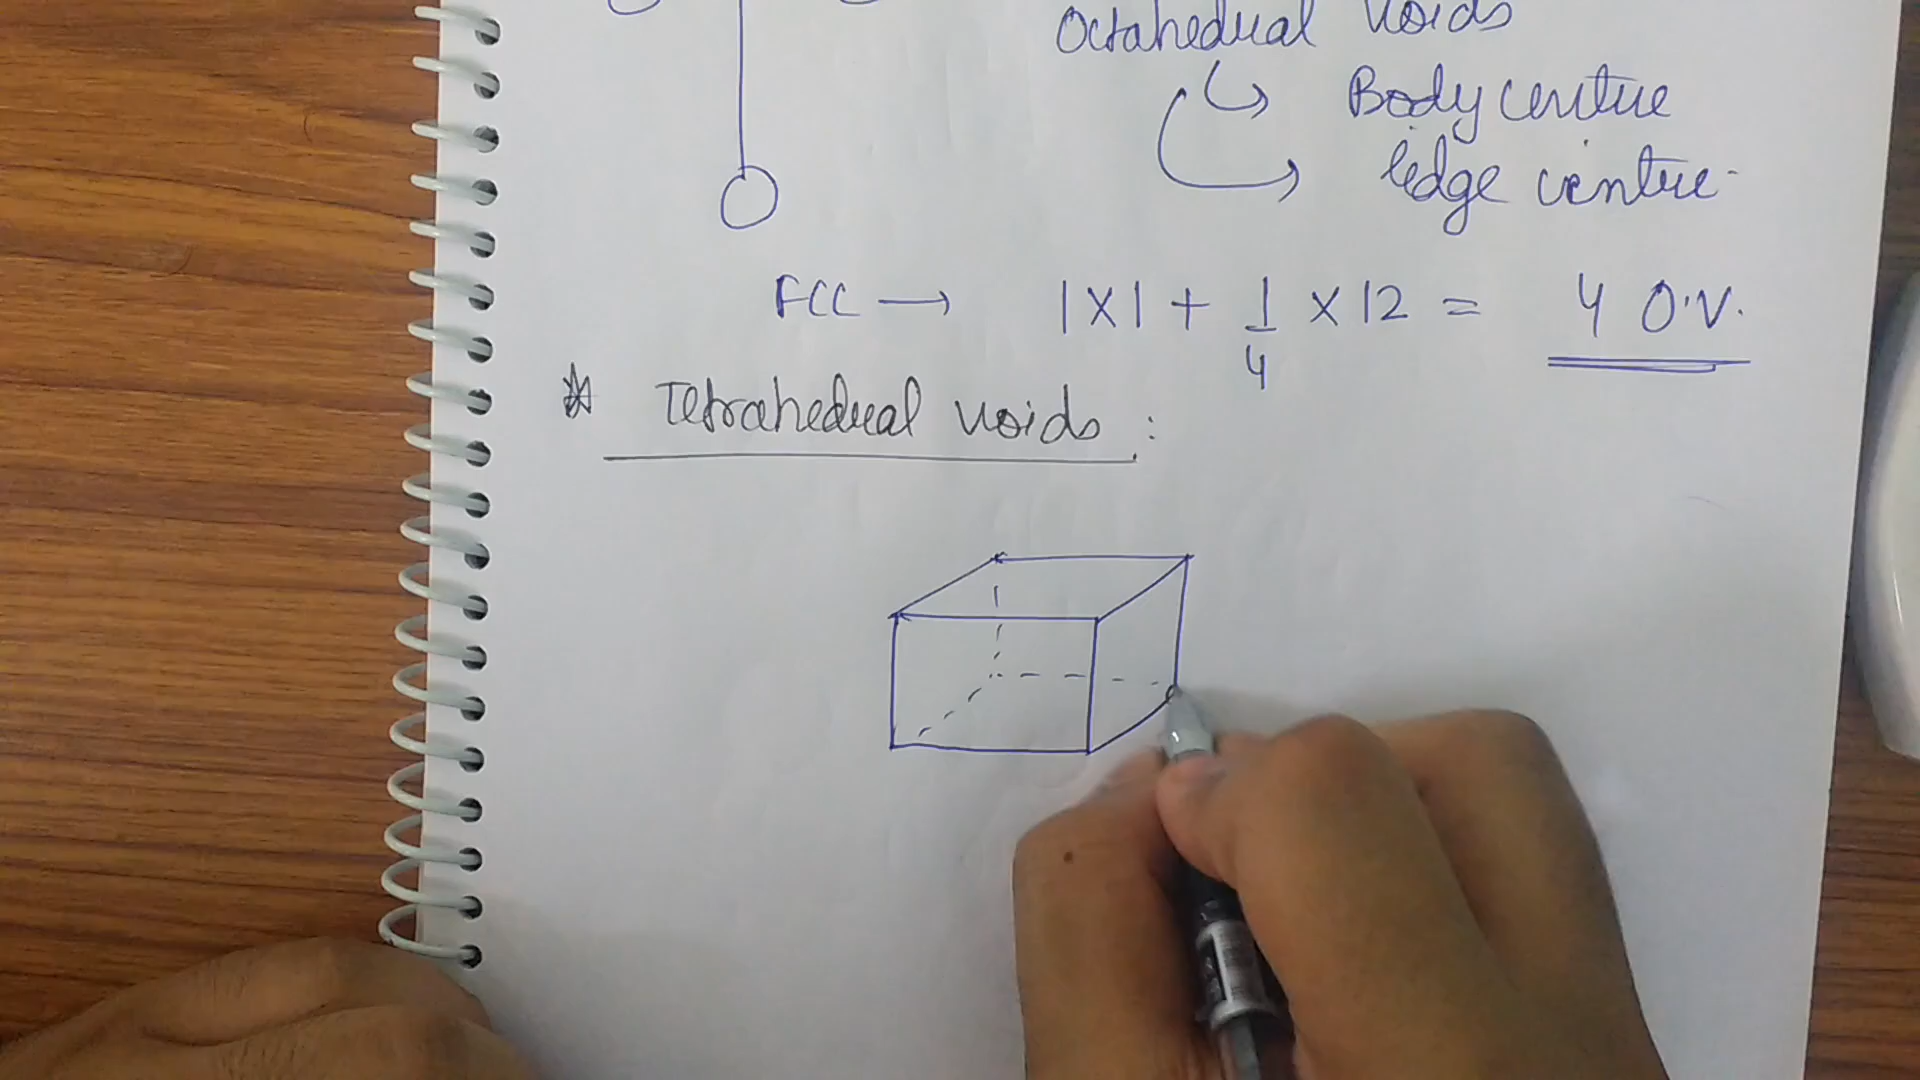 Octahedral Voids
Body centre
edge centre
FCC → 1 X 1 + 1/4 X 12 = 4 O.V.
☆ Tetrahedral Voids :